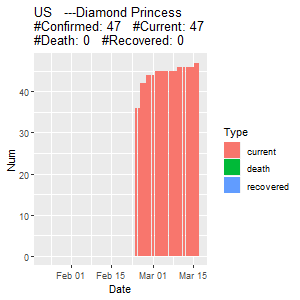 US   ---Diamond Princess
#Confirmed: 47   #Current: 47
#Death: 0   #Recovered: 0
Num
40
30
20
10
0
Feb 01   Feb 15   Mar 01   Mar 15
Date
Type
current
death
recovered